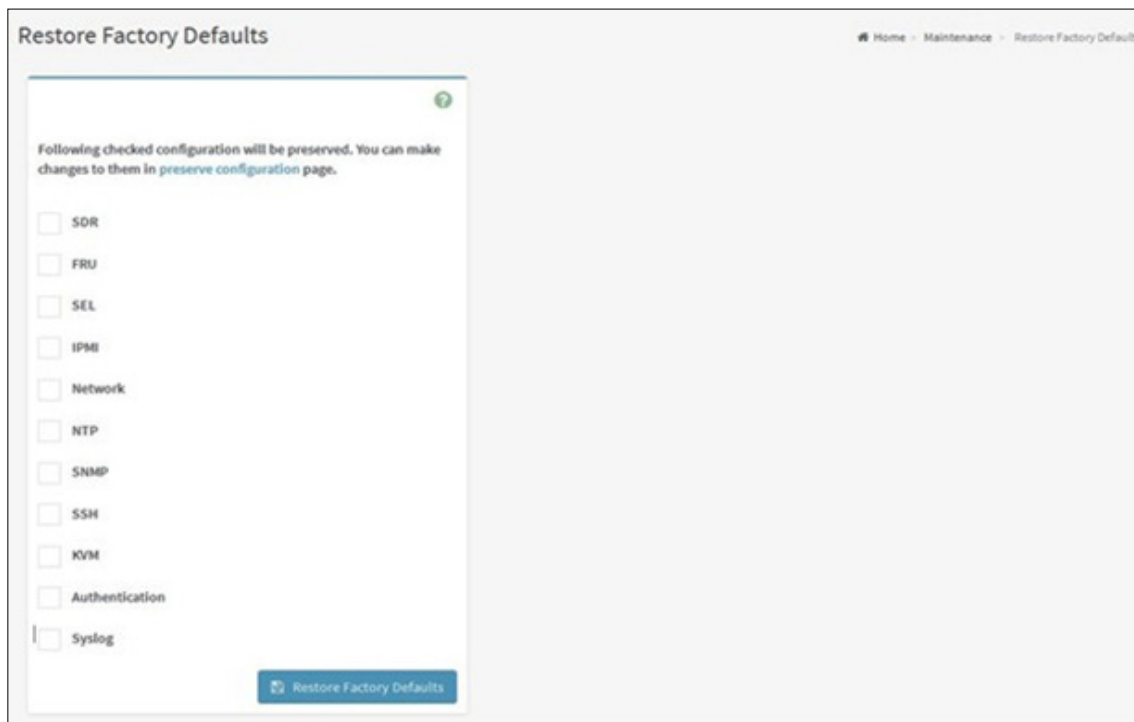 Restore Factory Defaults
Home > Maintenance > Restore Factory Default
Following checked configuration will be preserved. You can make
changes to them in preserve configuration page.
SDR
FRU
SEL
IPMI
Network
NTP
SNMP
SSH
KVM
Authentication
Syslog
Restore Factory Defaults